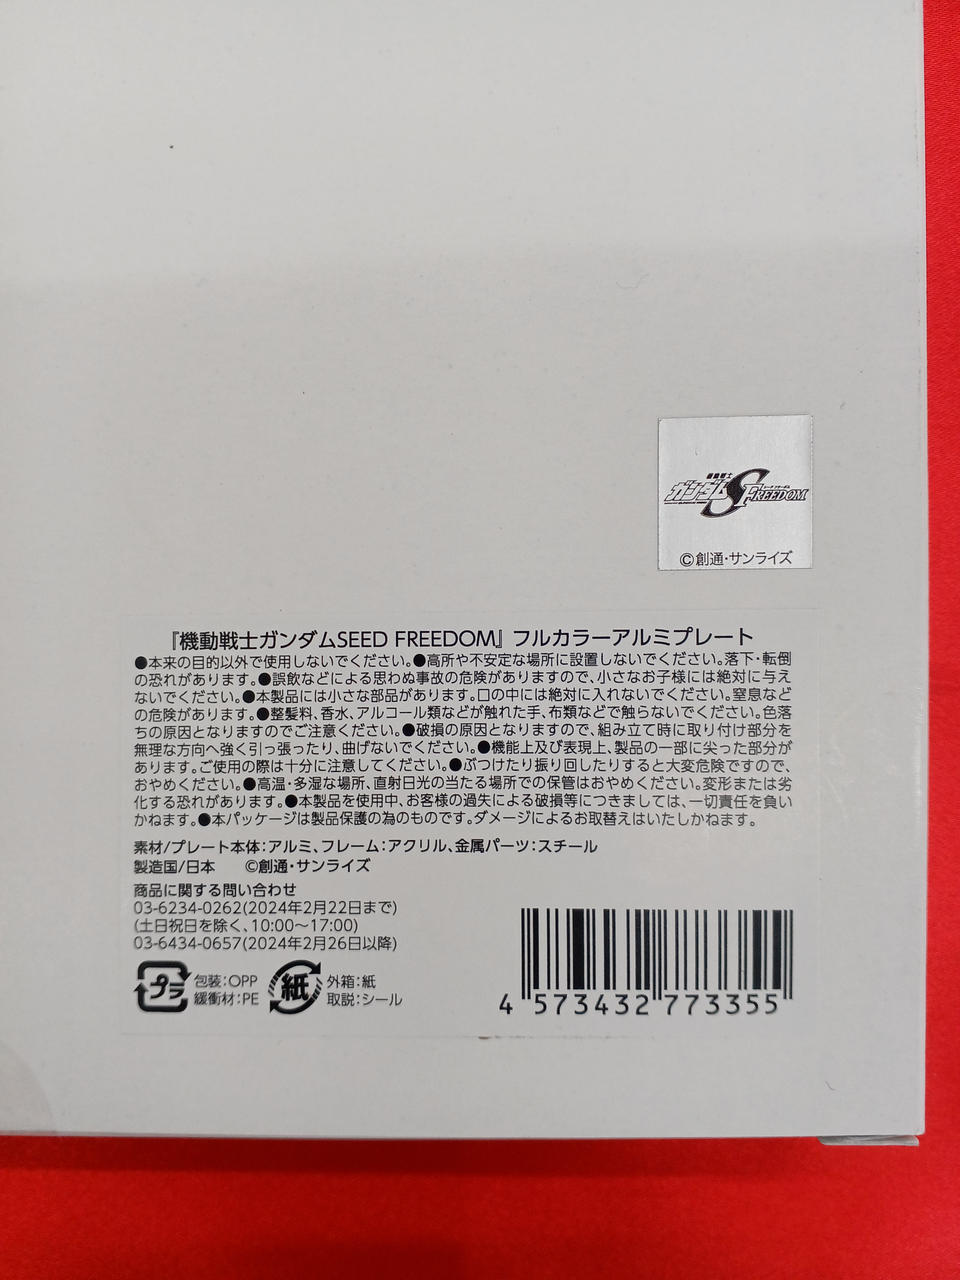 機動戦士
ガンダムSEED FREEDOM
©創通・サンライズ
『機動戦士ガンダムSEED FREEDOM』 フルカラーアルミプレート
●本来の目的以外で使用しないでください。●高所や不安定な場所に設置しないでください。落下・転倒
の恐れがあります。●誤飲などによる思わぬ事故の危険がありますので、小さなお子様には絶対に与え
ないでください。●本製品には小さな部品があります。口の中には絶対に入れないでください。窒息など
の危険があります。●整髪料、香水、アルコール類などが触れた手、布類などで触らないでください。色落
ちの原因となりますのでご注意ください。●破損の原因となりますので、組み立て時に取り付け部分を
無理な方向へ強く引っ張ったり、曲げないでください。●機能上及び表現上、製品の一部に尖った部分が
あります。ご使用の際は十分に注意してください。●ぶつけたり振り回したりすると大変危険ですので、
おやめください。●高温・多湿な場所、直射日光の当たる場所での保管はおやめください。変形または劣
化する恐れがあります。●本製品を使用中、お客様の過失による破損等につきましては、一切責任を負い
かねます。●本パッケージは製品保護の為のものです。ダメージによるお取替えはいたしかねます。
素材/プレート本体：アルミ、フレーム：アクリル、金属パーツ：スチール
製造国/日本 ©創通・サンライズ
商品に関する問い合わせ
03-6234-0262(2024年2月22日まで)
(土日祝日を除く、10:00～17:00)
03-6434-0657(2024年2月26日以降)
プラ
包装：OPP
緩衝材：PE
紙
外箱：紙
取説：シール
4 573432 773355